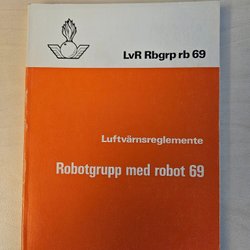 LvR Rbgrp rb 69
Luftvärnsreglemente
Robotgrupp med robot 69